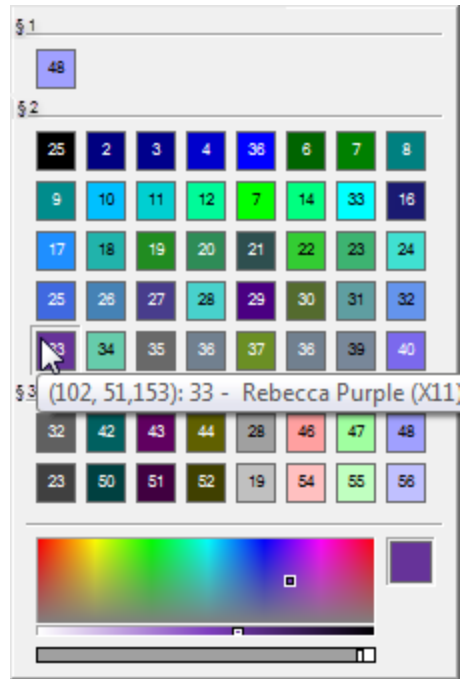 § 1
48
§ 2
25 2 3 4 36 6 7 8
9 10 11 12 7 14 33 16
17 18 19 20 21 22 23 24
25 26 27 28 29 30 31 32
33 34 35 36 37 36 39 40
§ 3
(102, 51,153): 33 - Rebecca Purple (X11)
32 42 43 44 28 46 47 48
23 50 51 52 19 54 55 56